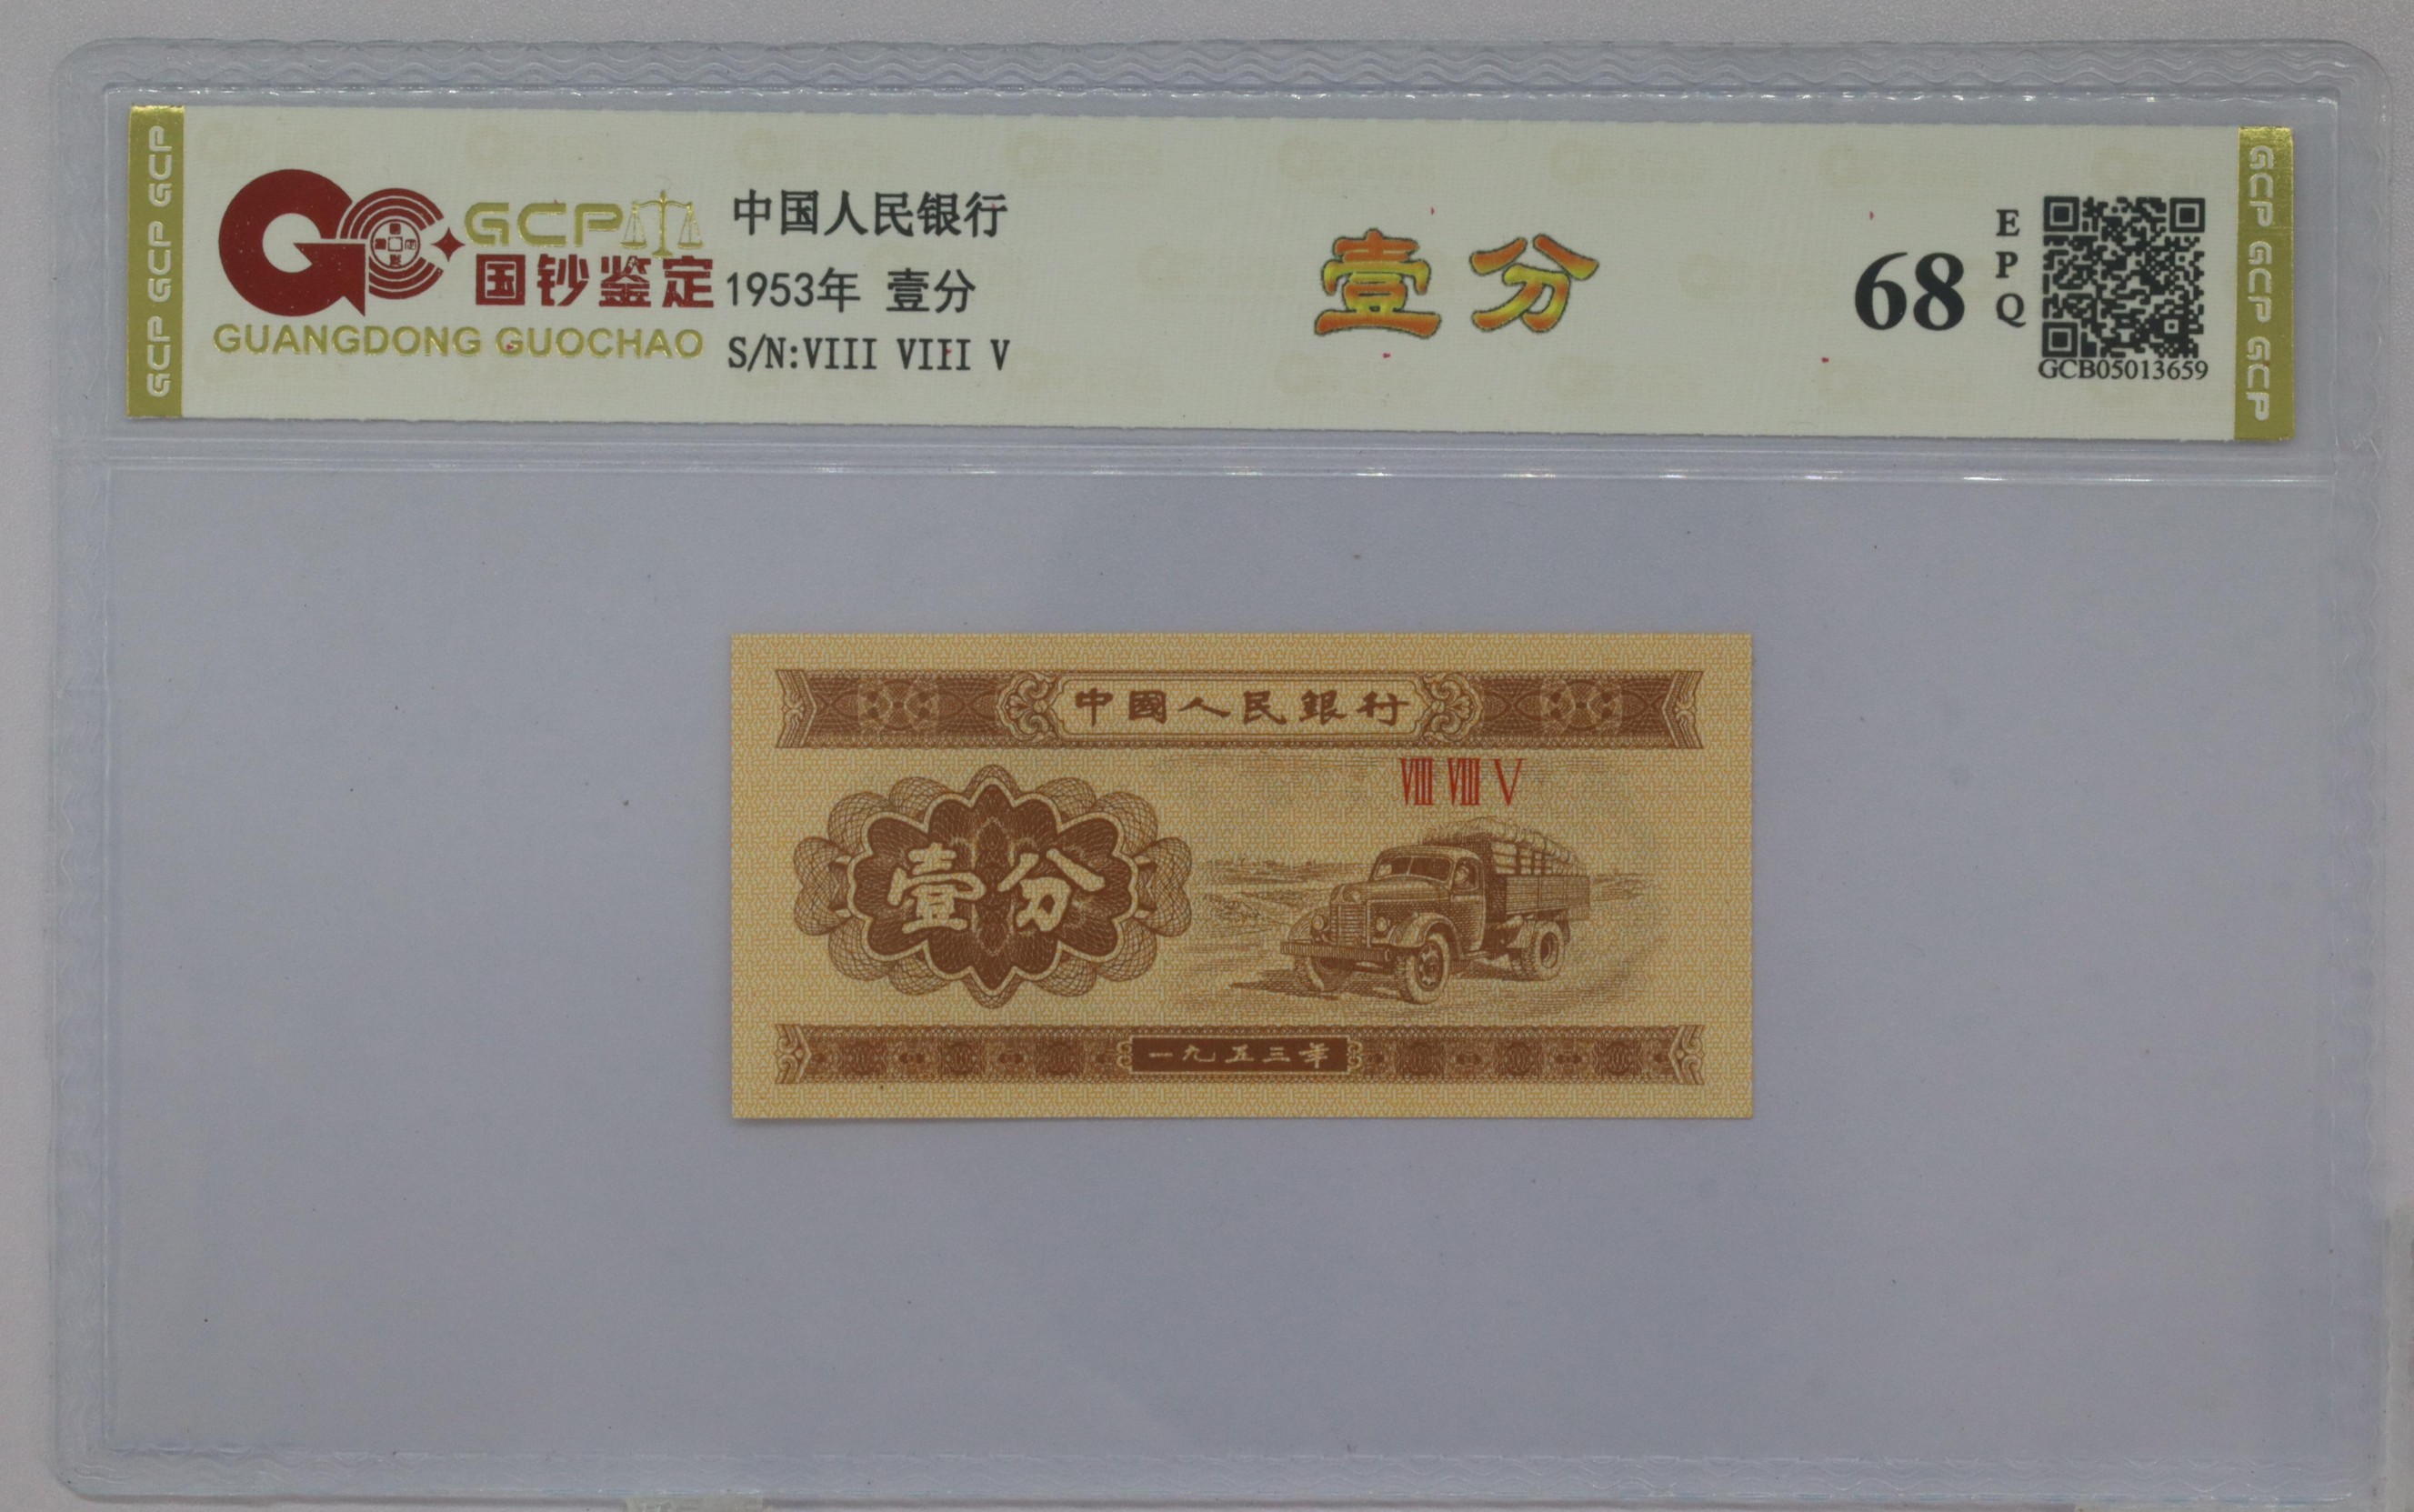 GCP GCP GCP
GCP
国钞鉴定
GUANGDONG GUOCHAO
中国人民银行
1953年 壹分
S/N:VIII VIII V
壹分
68
EPQ
GCB05013659
GCP GCP GCP
中國人民銀行
VIII VIII V
壹分
一九五三年